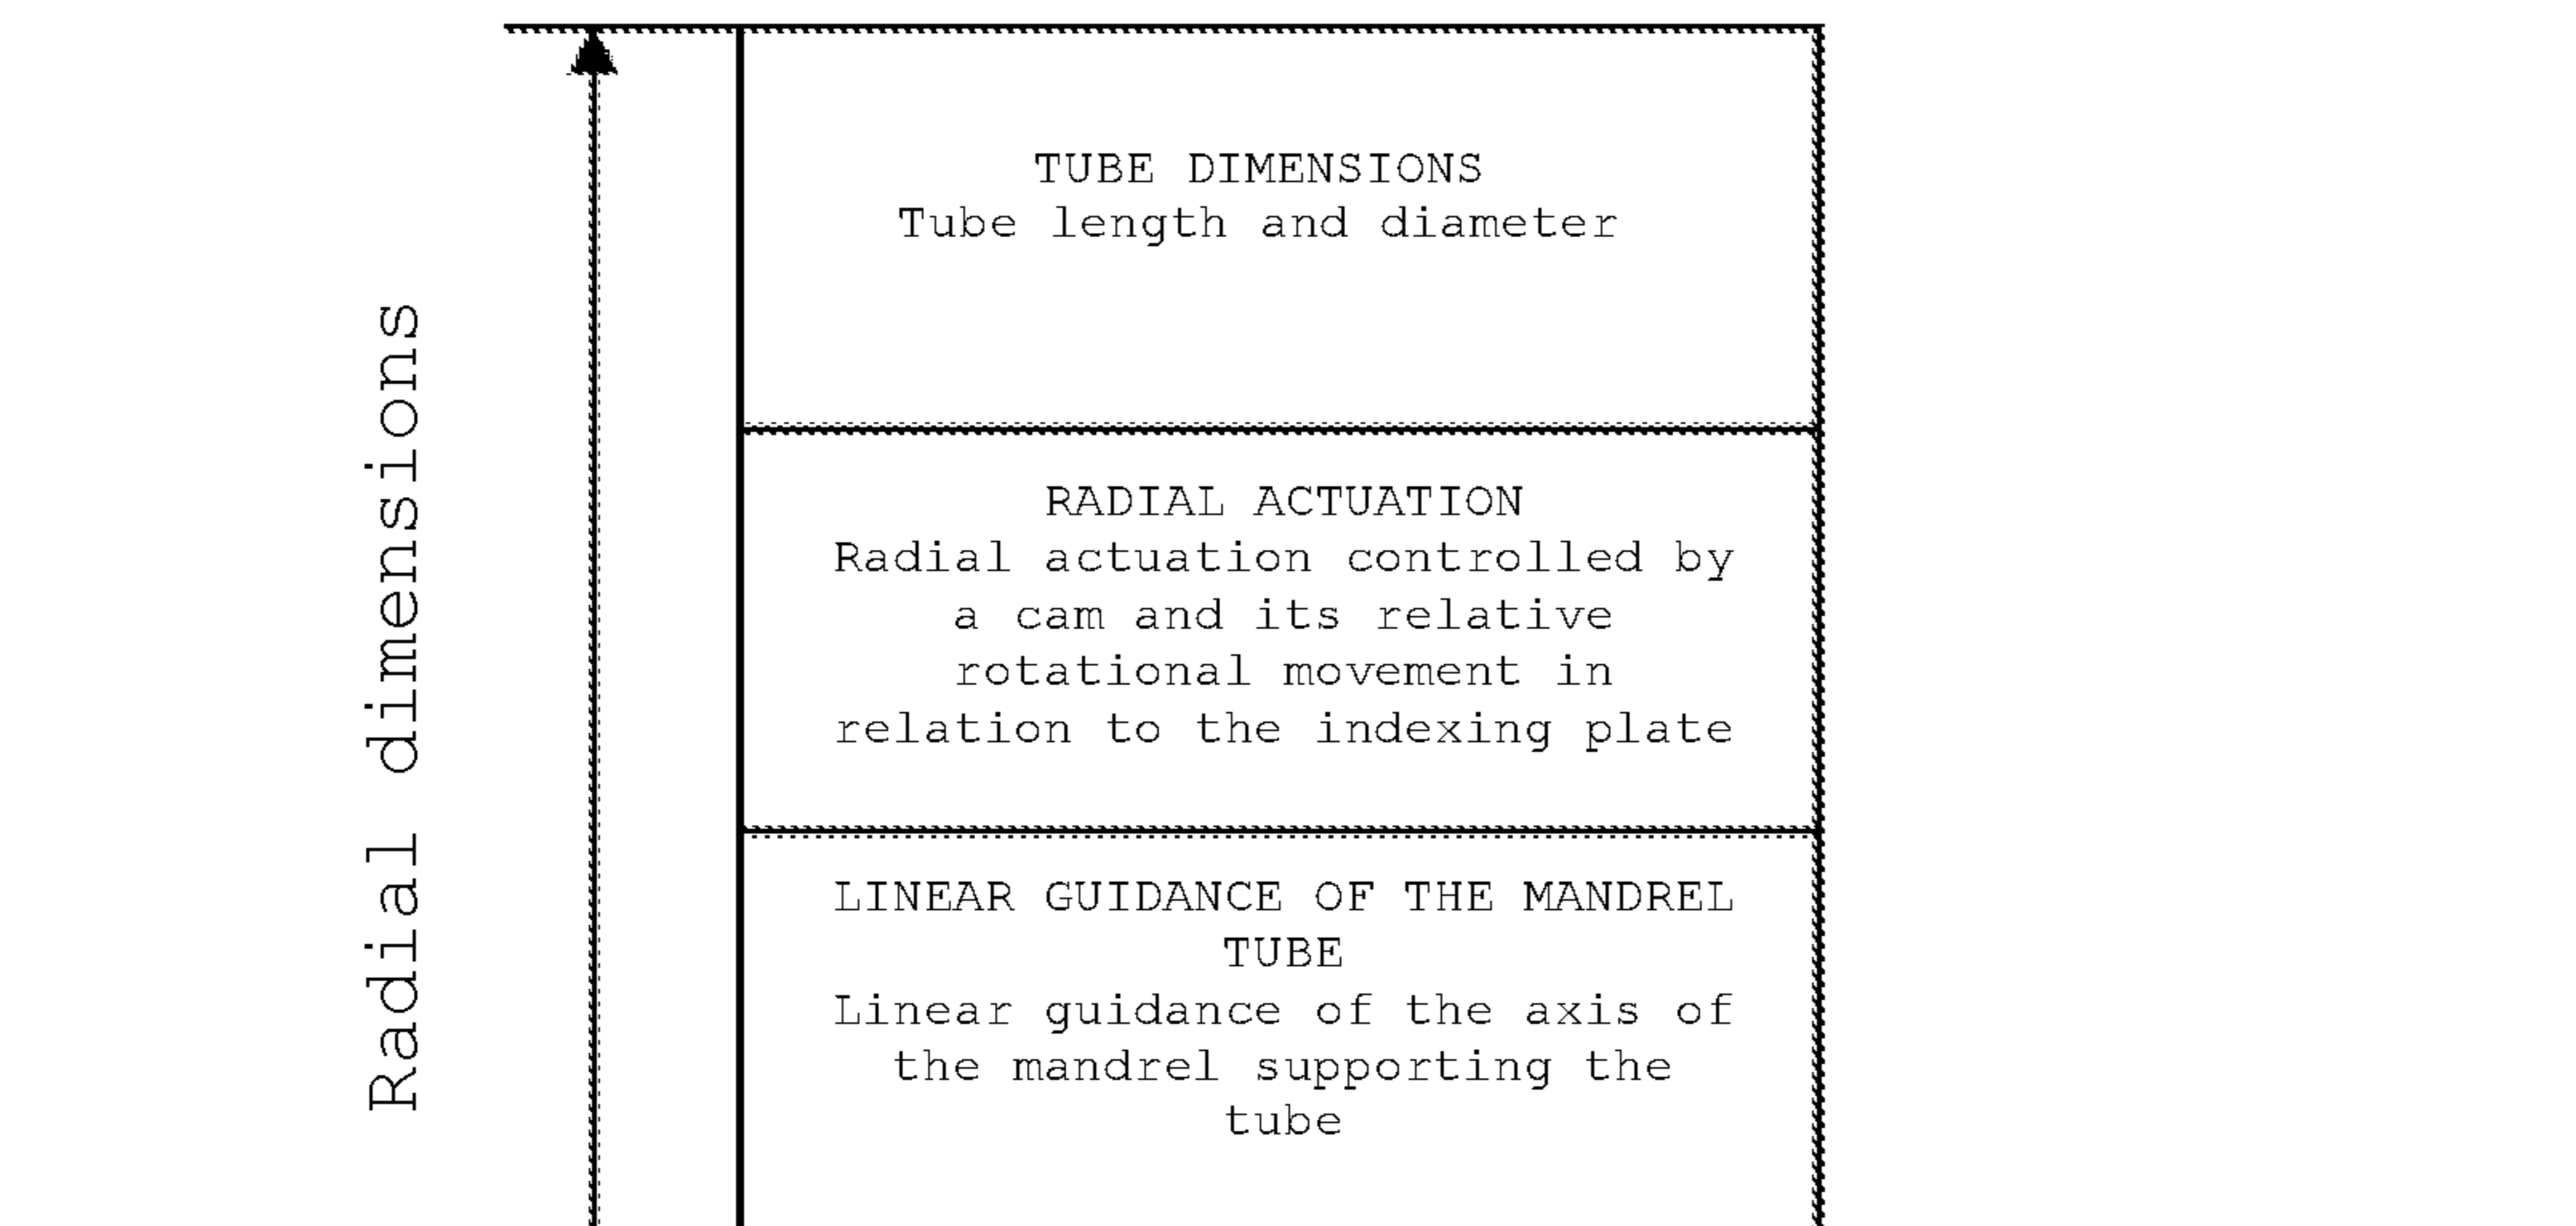 Radial dimensions
TUBE DIMENSIONS
Tube length and diameter
RADIAL ACTUATION
Radial actuation controlled by
a cam and its relative
rotational movement in
relation to the indexing plate
LINEAR GUIDANCE OF THE MANDREL
TUBE
Linear guidance of the axis of
the mandrel supporting the
tube